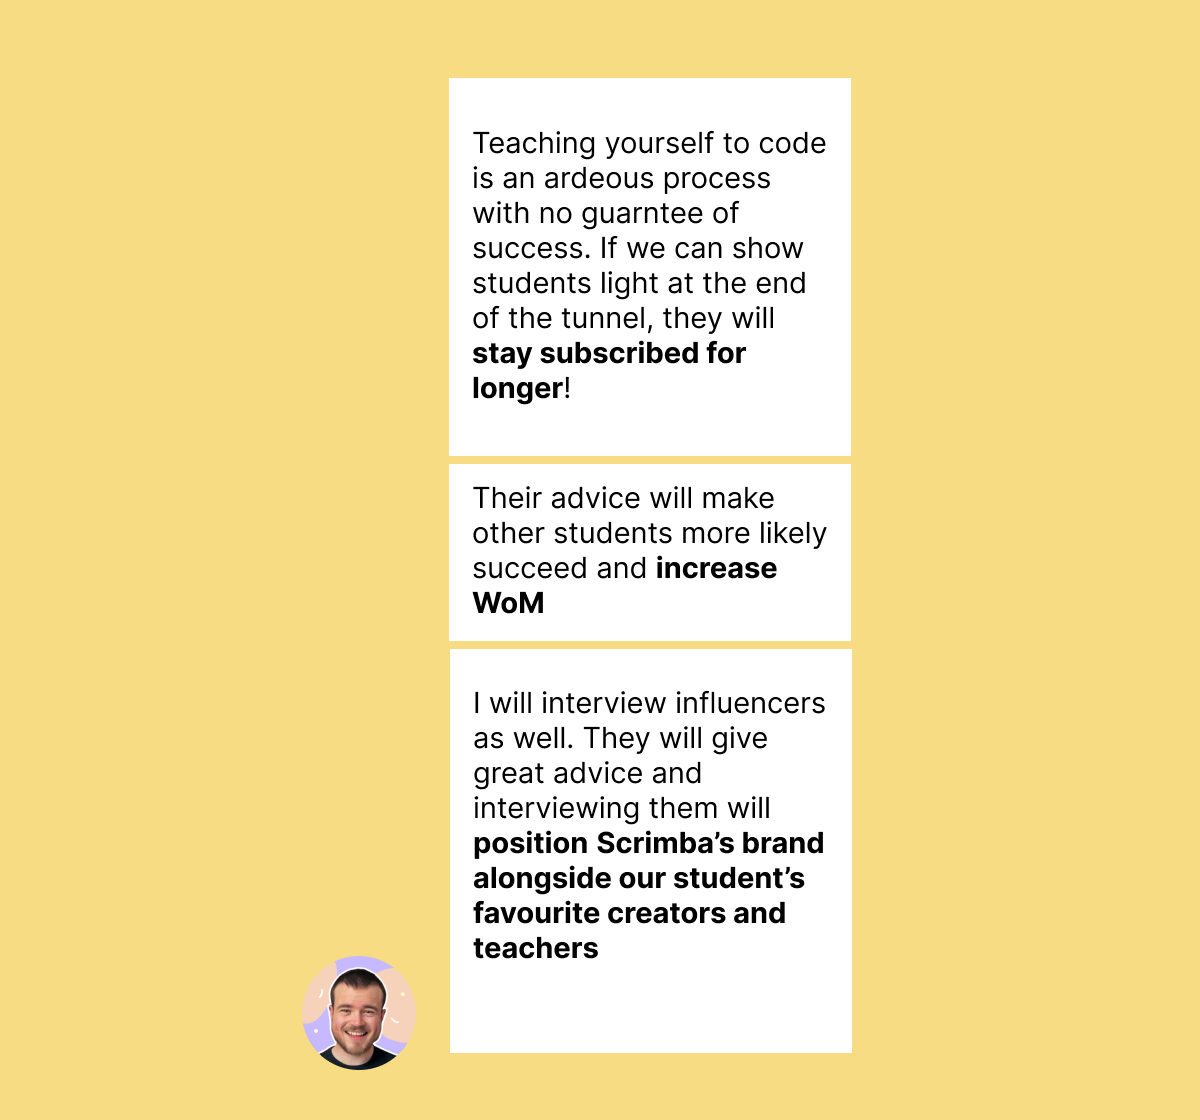 Teaching yourself to code
is an ardeous process
with no guarntee of
success. If we can show
students light at the end
of the tunnel, they will
stay subscribed for
longer!
Their advice will make
other students more likely
succeed and increase
WoM
I will interview influencers
as well. They will give
great advice and
interviewing them will
position Scrimba’s brand
alongside our student’s
favourite creators and
teachers